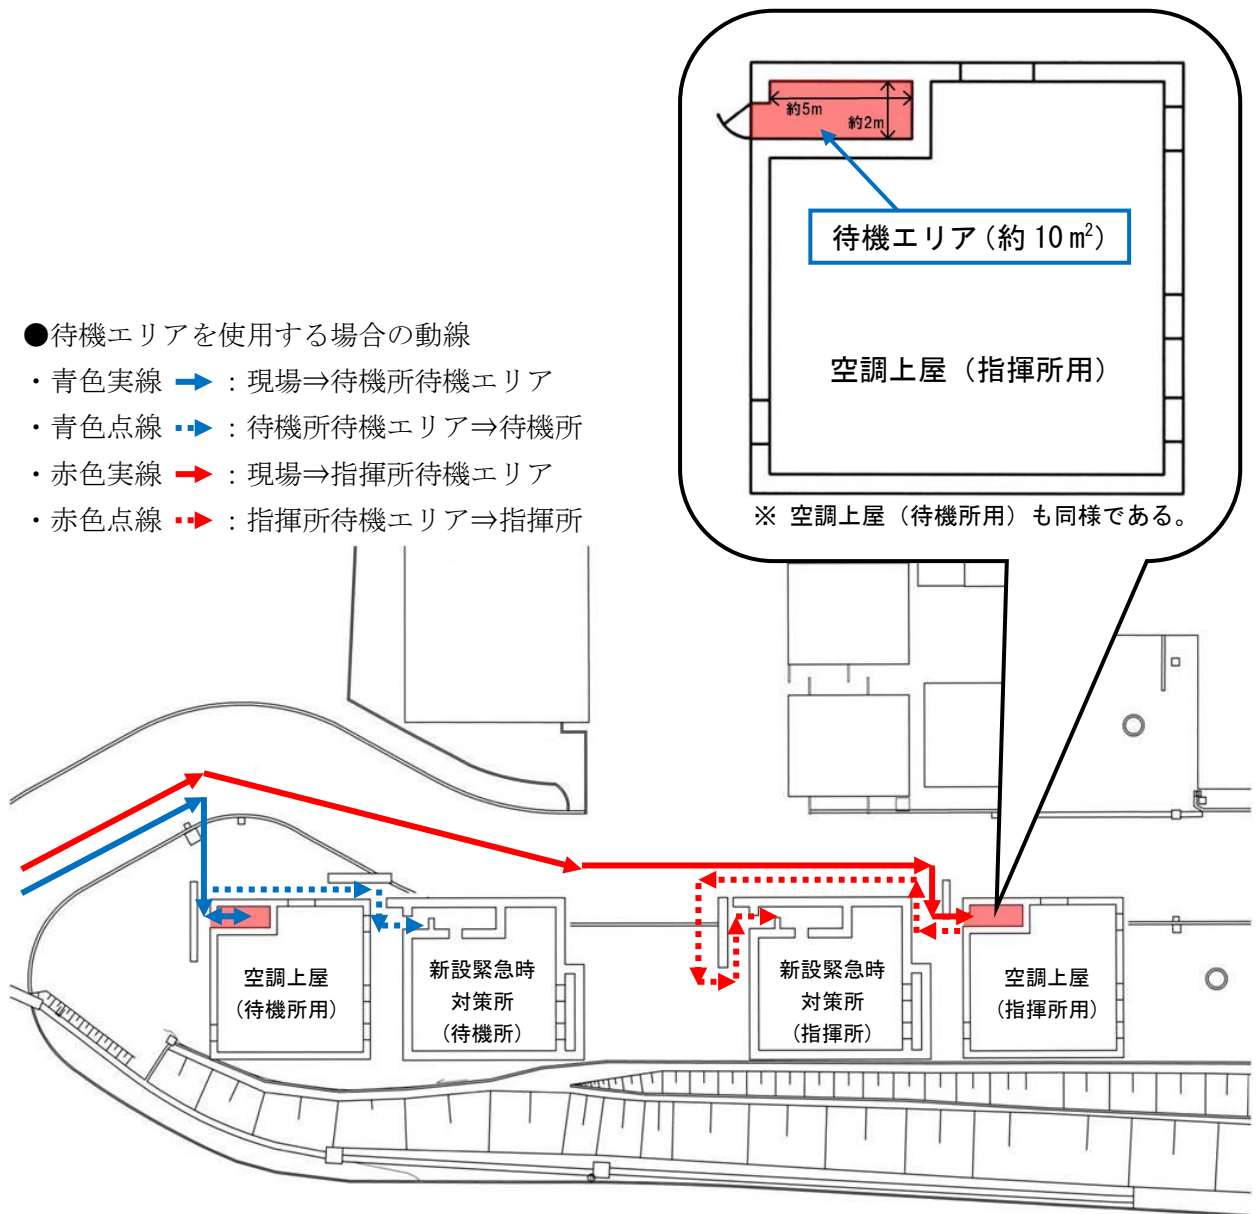 約5m
約2m
待機エリア(約 10 m²)
空調上屋(指揮所用)
※ 空調上屋(待機所用)も同様である。
●待機エリアを使用する場合の動線
・青色実線 :現場⇒待機所待機エリア
・青色点線 :待機所待機エリア⇒待機所
・赤色実線 :現場⇒指揮所待機エリア
・赤色点線 :指揮所待機エリア⇒指揮所
空調上屋
(待機所用)
新設緊急時
対策所
(待機所)
新設緊急時
対策所
(指揮所)
空調上屋
(指揮所用)